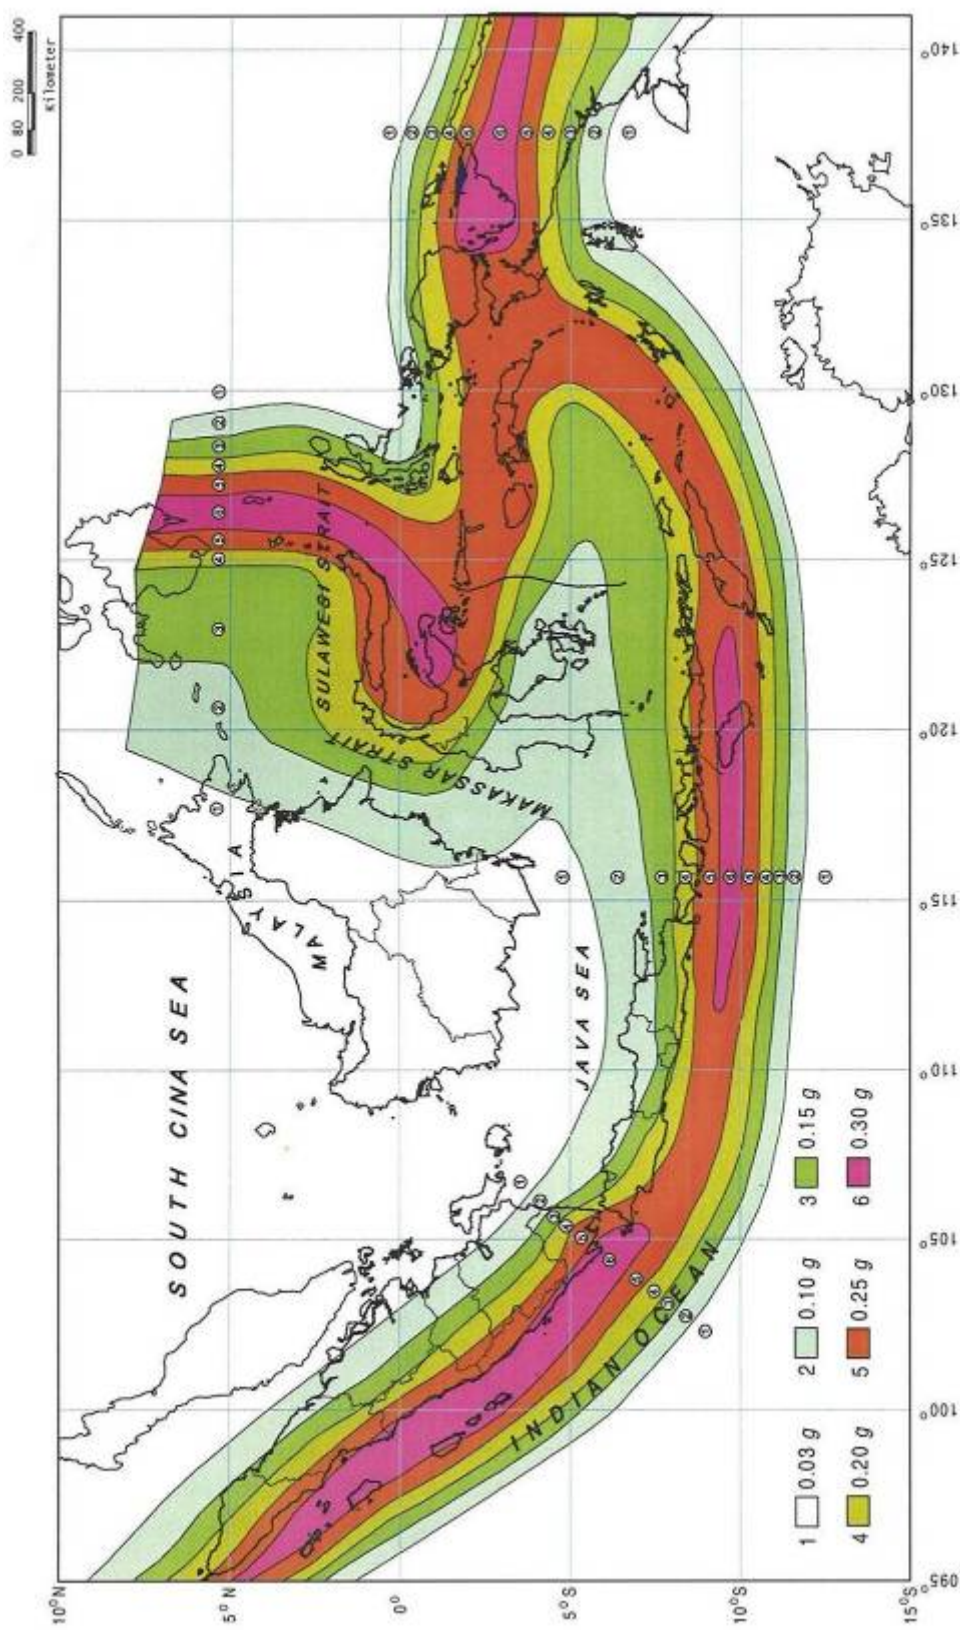 0 80 200 400
Kilometer
10°N
5°N
0°
5°S
10°S
15°S
095°
100°
105°
110°
115°
120°
125°
130°
135°
140°
SOUTH CINA SEA
MALAYSIA
SULAWEGI STRAIT
MAKASSAR STRAIT
JAVA SEA
INDIAN OCEAN
1 0.03 g
2 0.10 g
3 0.15 g
4 0.20 g
5 0.25 g
6 0.30 g